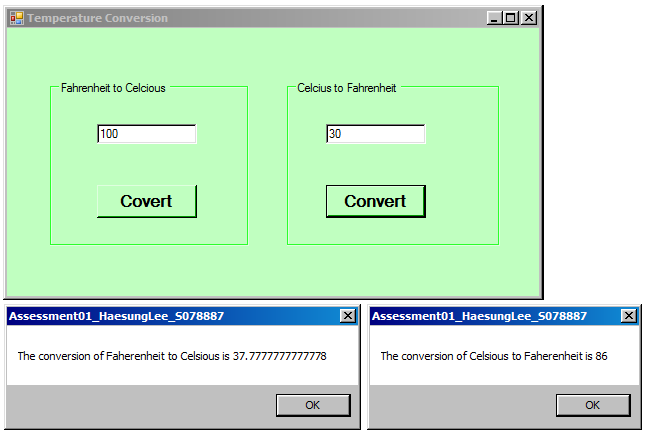 Temperature Conversion
Fahrenheit to Celcious
Celcius to Fahrenheit
100
30
Covert
Convert
Assessment01_HaesungLee_S078887
The conversion of Faherenheit to Celsious is 37.7777777777778
OK
Assessment01_HaesungLee_S078887
The conversion of Celsious to Faherenheit is 86
OK